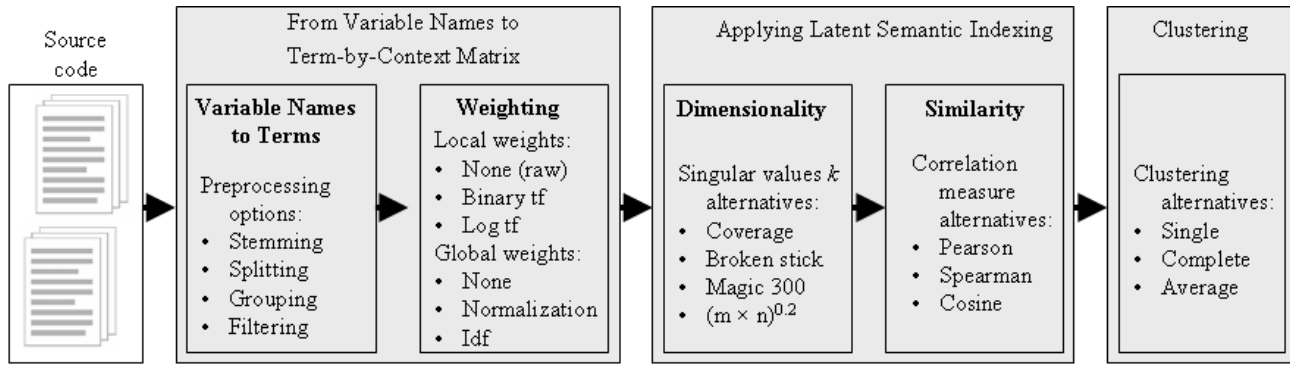 Source
code
From Variable Names to
Term-by-Context Matrix
Variable Names
to Terms
Preprocessing
options:
• Stemming
• Splitting
• Grouping
• Filtering
Weighting
Local weights:
• None (raw)
• Binary tf
• Log tf
Global weights:
• None
• Normalization
• Idf
Applying Latent Semantic Indexing
Dimensionality
Singular values k
alternatives:
• Coverage
• Broken stick
• Magic 300
• (m × n)^0.2
Similarity
Correlation
measure
alternatives:
• Pearson
• Spearman
• Cosine
Clustering
Clustering
alternatives:
• Single
• Complete
• Average